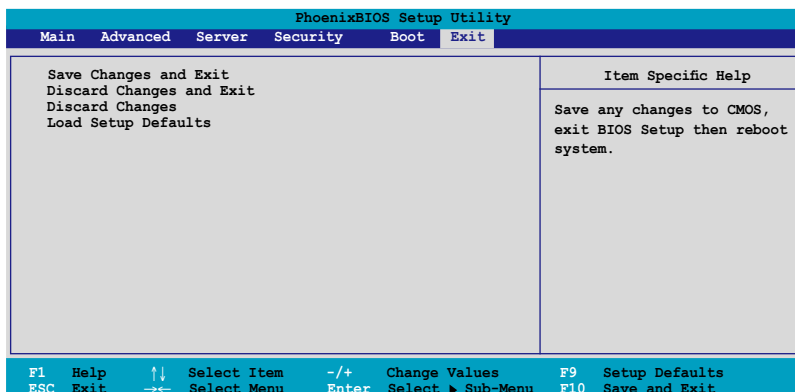 PhoenixBIOS Setup Utility
Main Advanced Server Security Boot Exit
Save Changes and Exit
Discard Changes and Exit
Discard Changes
Load Setup Defaults
Item Specific Help
Save any changes to CMOS,
exit BIOS Setup then reboot
system.
F1 Help ↑↓ Select Item -/+ Change Values F9 Setup Defaults
ESC Exit →← Select Menu Enter Select ▶ Sub-Menu F10 Save and Exit